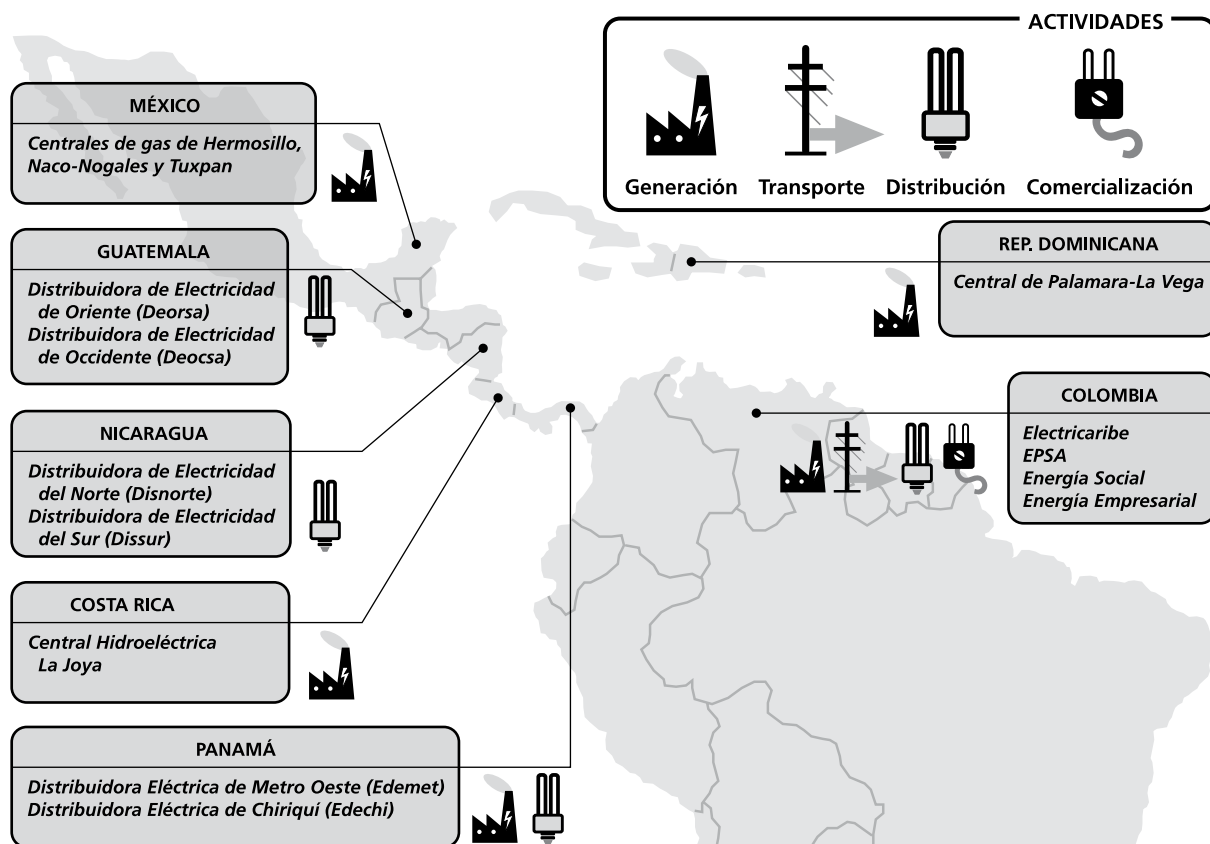 ACTIVIDADES
Generación
Transporte
Distribución
Comercialización
MÉXICO
Centrales de gas de Hermosillo,
Naco-Nogales y Tuxpan
GUATEMALA
Distribuidora de Electricidad
de Oriente (Deorsa)
Distribuidora de Electricidad
de Occidente (Deocsa)
NICARAGUA
Distribuidora de Electricidad
del Norte (Disnorte)
Distribuidora de Electricidad
del Sur (Dissur)
COSTA RICA
Central Hidroeléctrica
La Joya
PANAMÁ
Distribuidora Eléctrica de Metro Oeste (Edemet)
Distribuidora Eléctrica de Chiriquí (Edechi)
REP. DOMINICANA
Central de Palamara-La Vega
COLOMBIA
Electricaribe
EPSA
Energía Social
Energía Empresarial